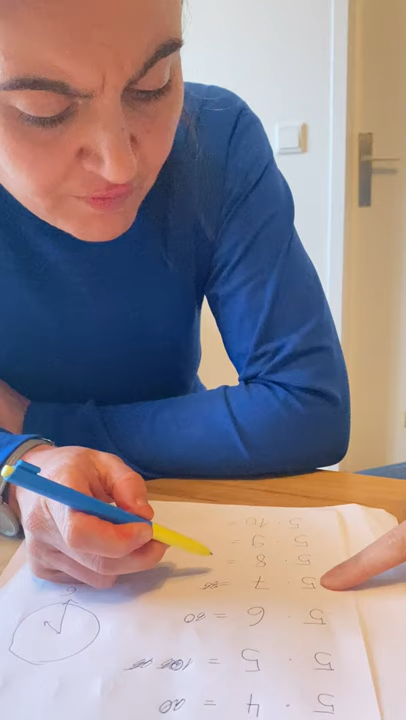 5 · 4 = 20
5 · 5 =
5 · 6 = 30
5 · 7 =
5 · 8 =
5 · 9 =
5 · 10 =